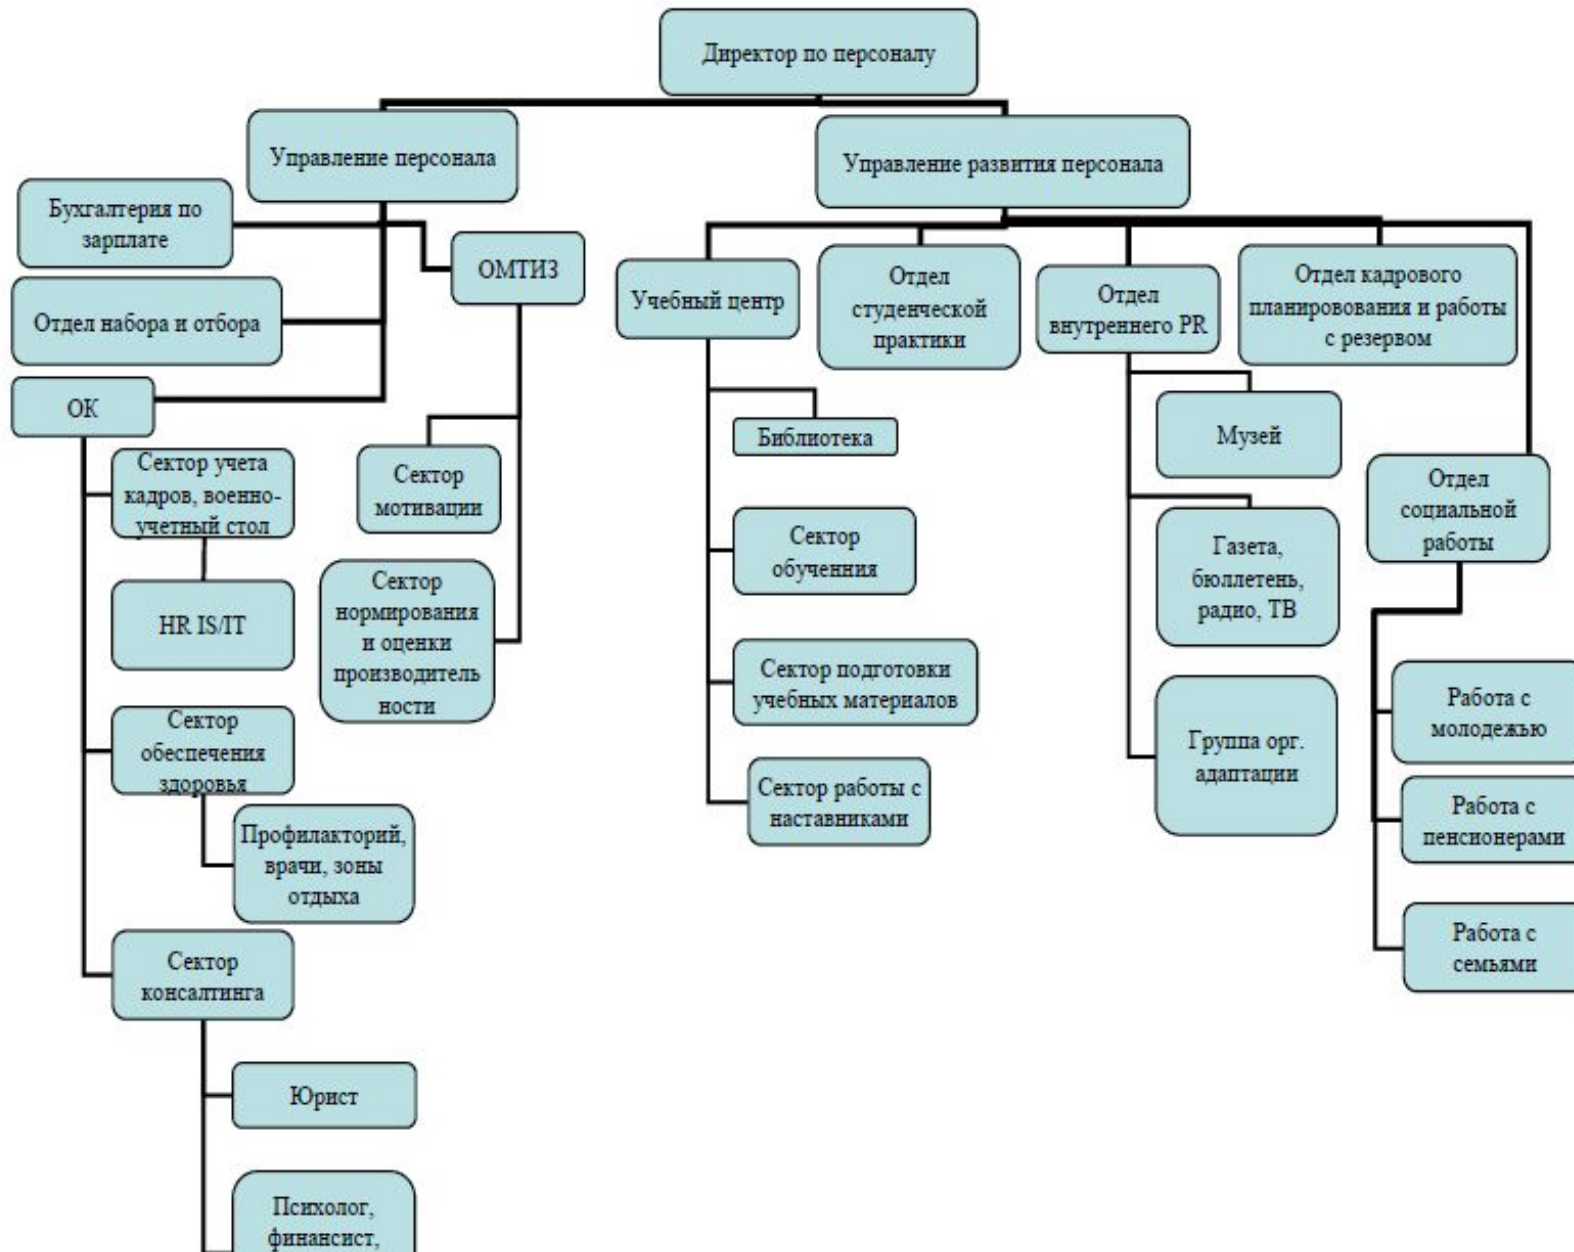 Директор по персоналу
Управление персонала
Управление развития персонала
Бухгалтерия по
зарплате
ОМТИЗ
Отдел набора и отбора
ОК
Сектор учета
кадров, военно-
учетный стол
HR IS/IT
Сектор
обеспечения
здоровья
Профилакторий,
врачи, зоны
отдыха
Сектор
консалтинга
Юрист
Психолог,
финансист,
Сектор
мотивации
Сектор
нормирования
и оценки
производитель
ности
Учебный центр
Библиотека
Сектор
обученния
Сектор подготовки
учебных материалов
Сектор работы с
наставниками
Отдел
студенческой
практики
Отдел
внутреннего PR
Музей
Газета,
бюллетень,
радио, ТВ
Группа орг.
адаптации
Отдел кадрового
планировования и работы
с резервом
Отдел
социальной
работы
Работа с
молодежью
Работа с
пенсионерами
Работа с
семьями